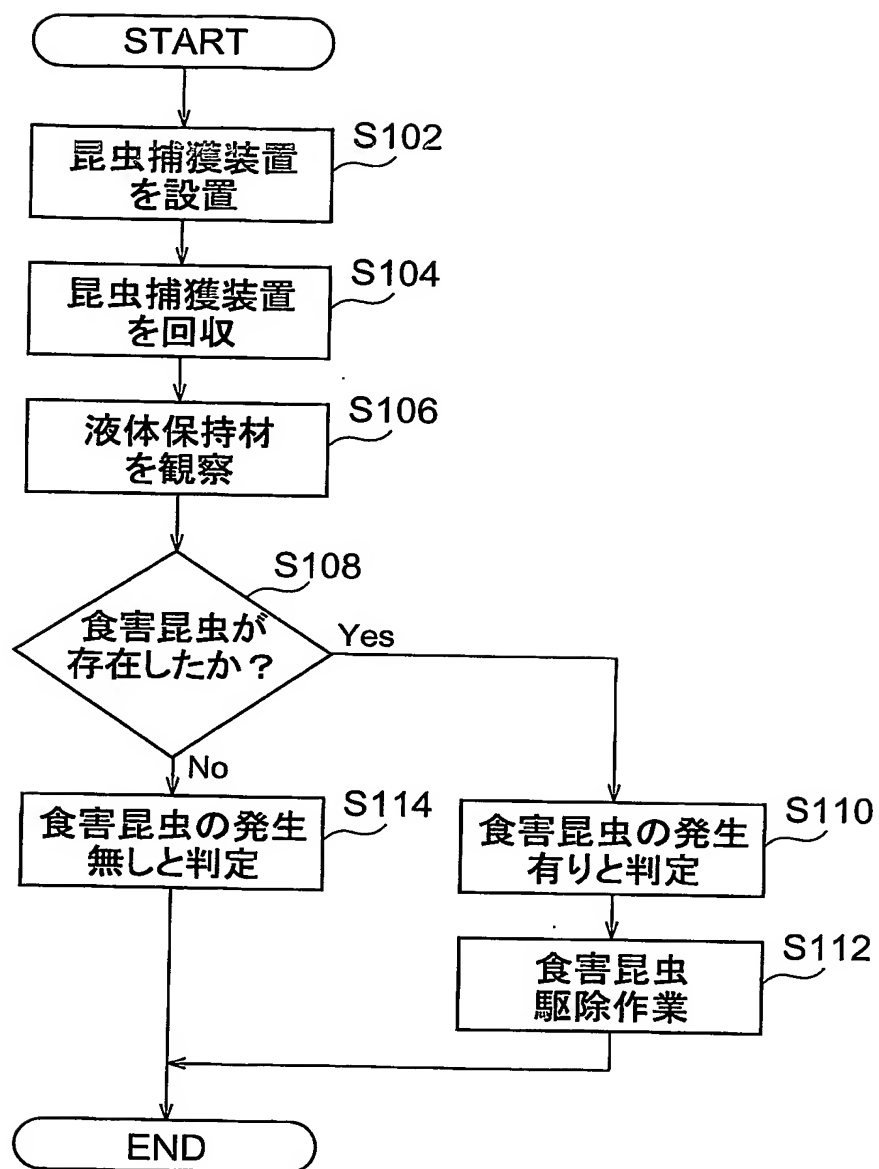 START
S102
昆虫捕獲装置
を設置
S104
昆虫捕獲装置
を回収
S106
液体保持材
を観察
S108
食害昆虫が
存在したか？
Yes
No
S114
食害昆虫の発生
無しと判定
S110
食害昆虫の発生
有りと判定
S112
食害昆虫
駆除作業
END